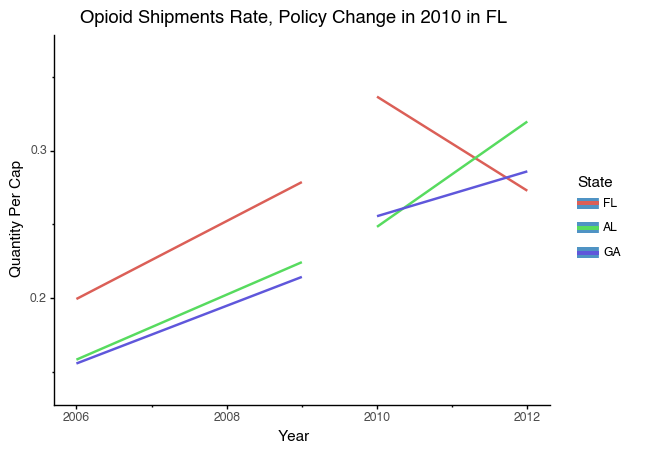 Opioid Shipments Rate, Policy Change in 2010 in FL
Quantity Per Cap
0.3
0.2
2006
2008
2010
2012
Year
State
FL
AL
GA